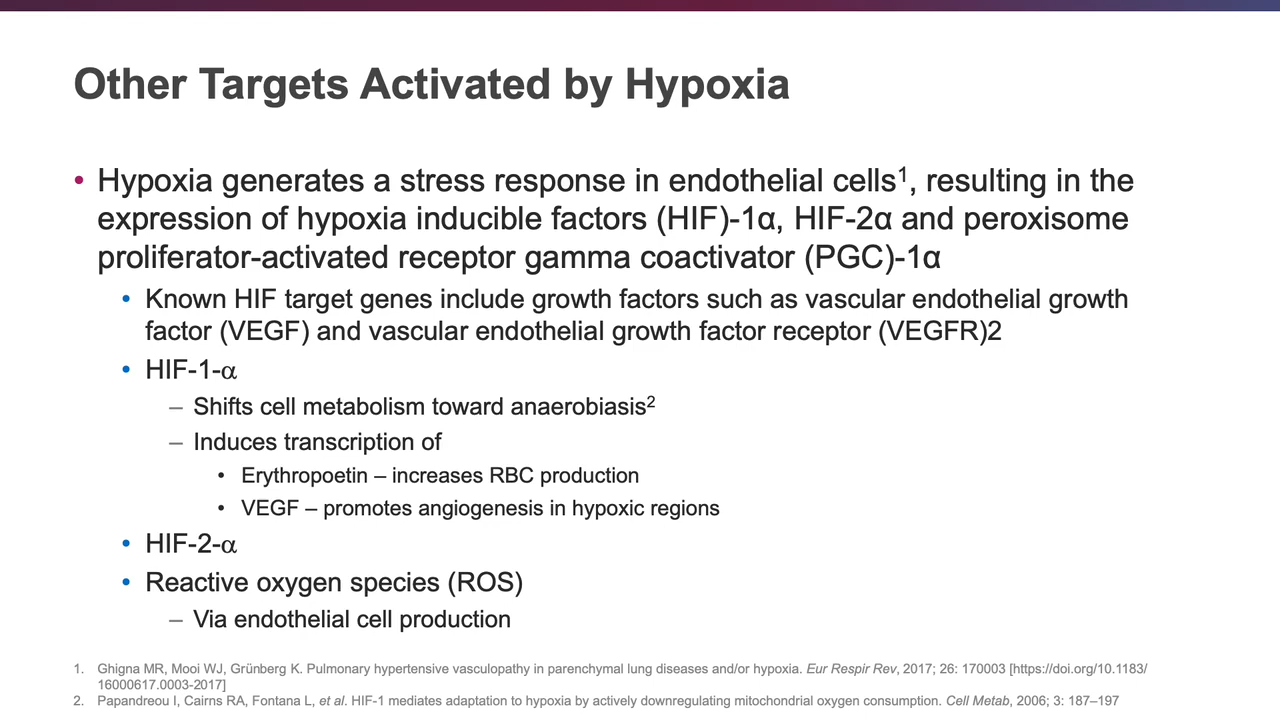 Other Targets Activated by Hypoxia
• Hypoxia generates a stress response in endothelial cells¹, resulting in the
expression of hypoxia inducible factors (HIF)-1α, HIF-2α and peroxisome
proliferator-activated receptor gamma coactivator (PGC)-1α
• Known HIF target genes include growth factors such as vascular endothelial growth
factor (VEGF) and vascular endothelial growth factor receptor (VEGFR)2
• HIF-1-α
– Shifts cell metabolism toward anaerobiasis²
– Induces transcription of
• Erythropoetin – increases RBC production
• VEGF – promotes angiogenesis in hypoxic regions
• HIF-2-α
• Reactive oxygen species (ROS)
– Via endothelial cell production
1. Ghigna MR, Mooi WJ, Grünberg K. Pulmonary hypertensive vasculopathy in parenchymal lung diseases and/or hypoxia. Eur Respir Rev, 2017; 26: 170003 [https://doi.org/10.1183/
16000617.0003-2017]
2. Papandreou I, Cairns RA, Fontana L, et al. HIF-1 mediates adaptation to hypoxia by actively downregulating mitochondrial oxygen consumption. Cell Metab, 2006; 3: 187–197